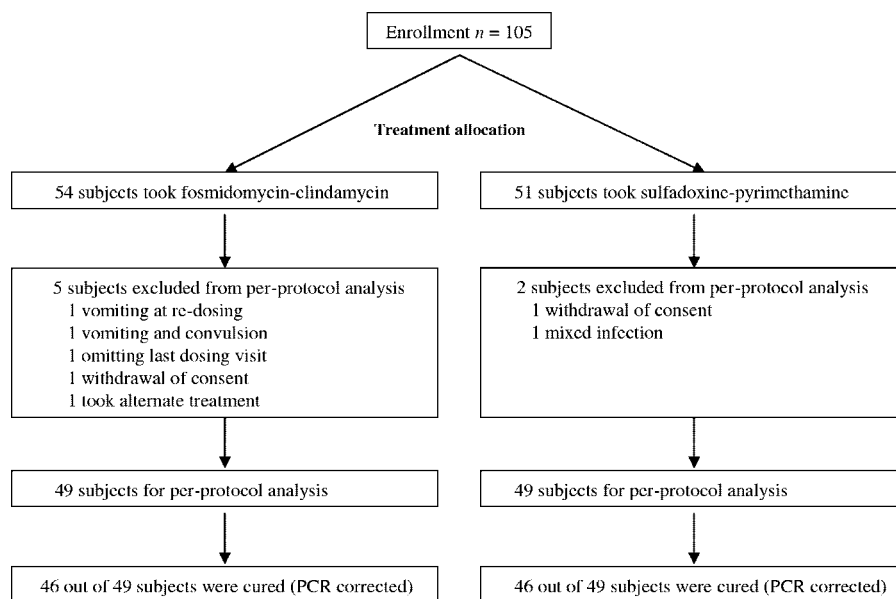 Enrollment n = 105
Treatment allocation
54 subjects took fosmidomycin-clindamycin
51 subjects took sulfadoxine-pyrimethamine
5 subjects excluded from per-protocol analysis
1 vomiting at re-dosing
1 vomiting and convulsion
1 omitting last dosing visit
1 withdrawal of consent
1 took alternate treatment
2 subjects excluded from per-protocol analysis
1 withdrawal of consent
1 mixed infection
49 subjects for per-protocol analysis
49 subjects for per-protocol analysis
46 out of 49 subjects were cured (PCR corrected)
46 out of 49 subjects were cured (PCR corrected)